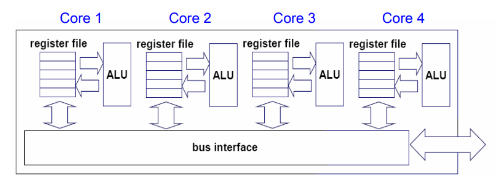 Core 1 Core 2 Core 3 Core 4
register file register file register file register file
ALU ALU ALU ALU
bus interface